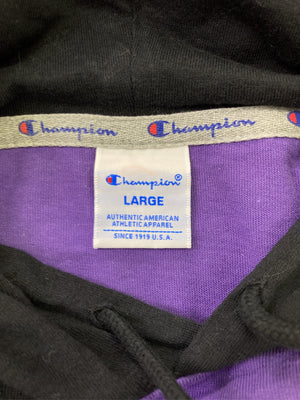 Champion Champion
Champion®
LARGE
AUTHENTIC AMERICAN
ATHLETIC APPAREL
SINCE 1919 U.S.A.